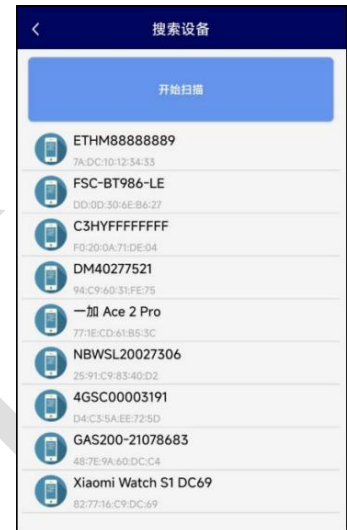 搜索设备
开始扫描
ETHM88888889
7A:DC:10:12:34:33
FSC-BT986-LE
DD:0D:30:6E:B6:27
C3HYFFFFFFFF
F0:20:0A:71:DE:04
DM40277521
94:C9:60:31:FE:75
一加 Ace 2 Pro
77:1E:CD:61:B5:3C
NBWSL20027306
25:91:C9:83:40:D2
4GSC00003191
D4:C3:5A:EE:72:5D
GAS200-21078683
48:7E:9A:60:DC:C4
Xiaomi Watch S1 DC69
82:77:16:C9:DC:69